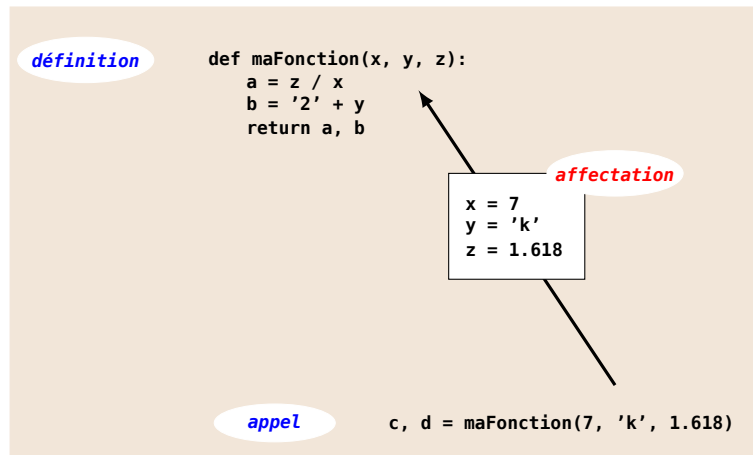 définition
def maFonction(x, y, z):
a = z / x
b = ’2’ + y
return a, b
affectation
x = 7
y = ’k’
z = 1.618
appel
c, d = maFonction(7, ’k’, 1.618)